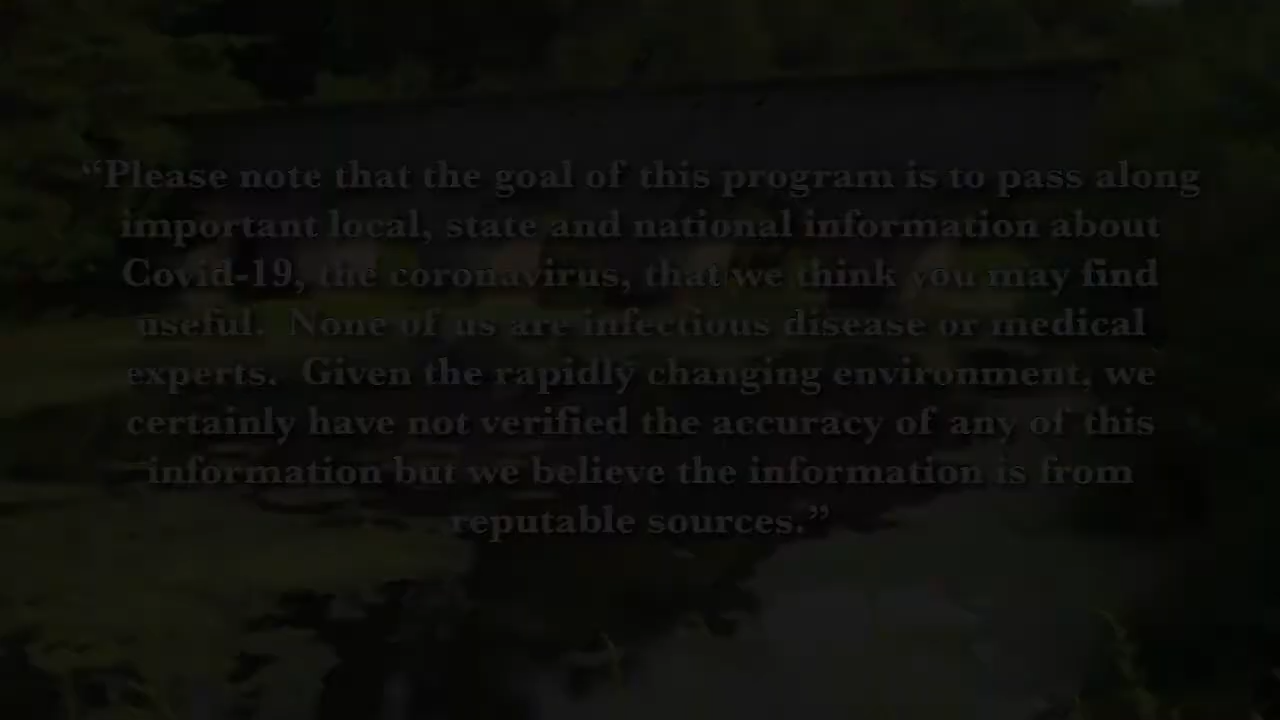 “Please note that the goal of this program is to pass along
important local, state and national information about
Covid-19, the coronavirus, that we think you may find
useful.  None of us are infectious disease or medical
experts.  Given the rapidly changing environment, we
certainly have not verified the accuracy of any of this
information but we believe the information is from
reputable sources.”